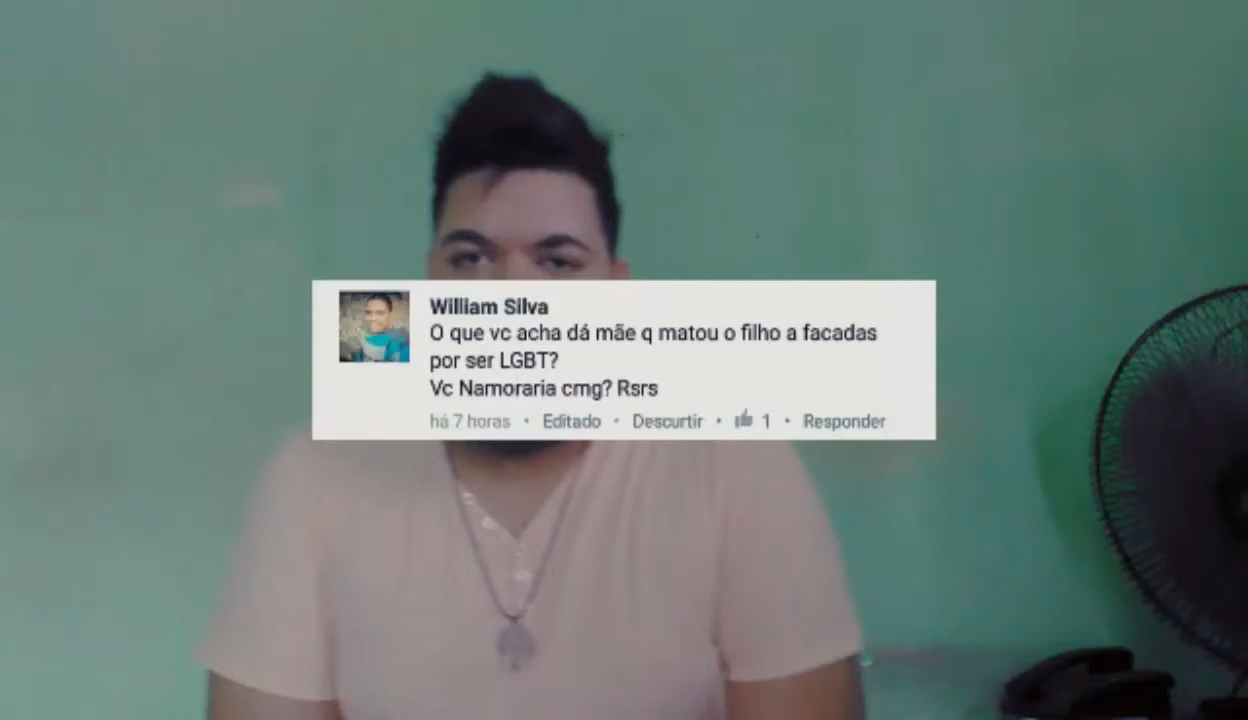 William Silva
O que vc acha dá mãe q matou o filho a facadas
por ser LGBT?
Vc Namoraria cmg? Rsrs
há 7 horas • Editado • Descurtir • 1 • Responder